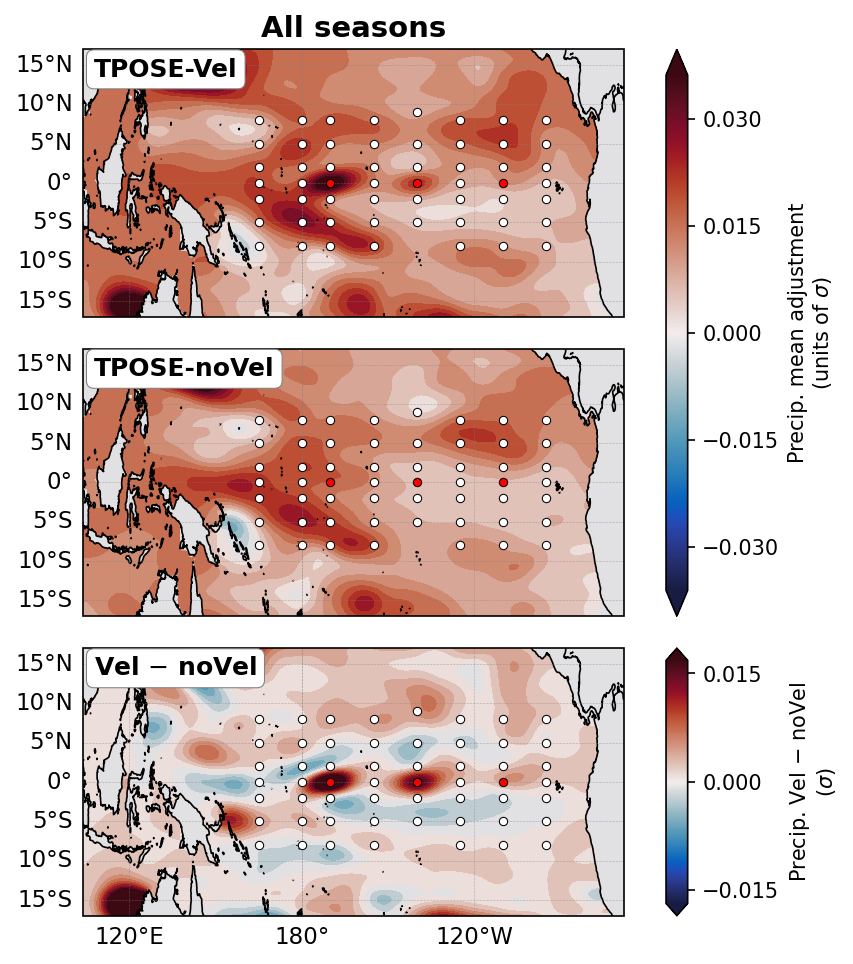 All seasons
TPOSE-Vel
15°N
10°N
5°N
0°
5°S
10°S
15°S
TPOSE-noVel
15°N
10°N
5°N
0°
5°S
10°S
15°S
0.030
0.015
0.000
−0.015
−0.030
Precip. mean adjustment
(units of σ)
Vel − noVel
15°N
10°N
5°N
0°
5°S
10°S
15°S
120°E
180°
120°W
0.015
0.000
−0.015
Precip. Vel − noVel
(σ)